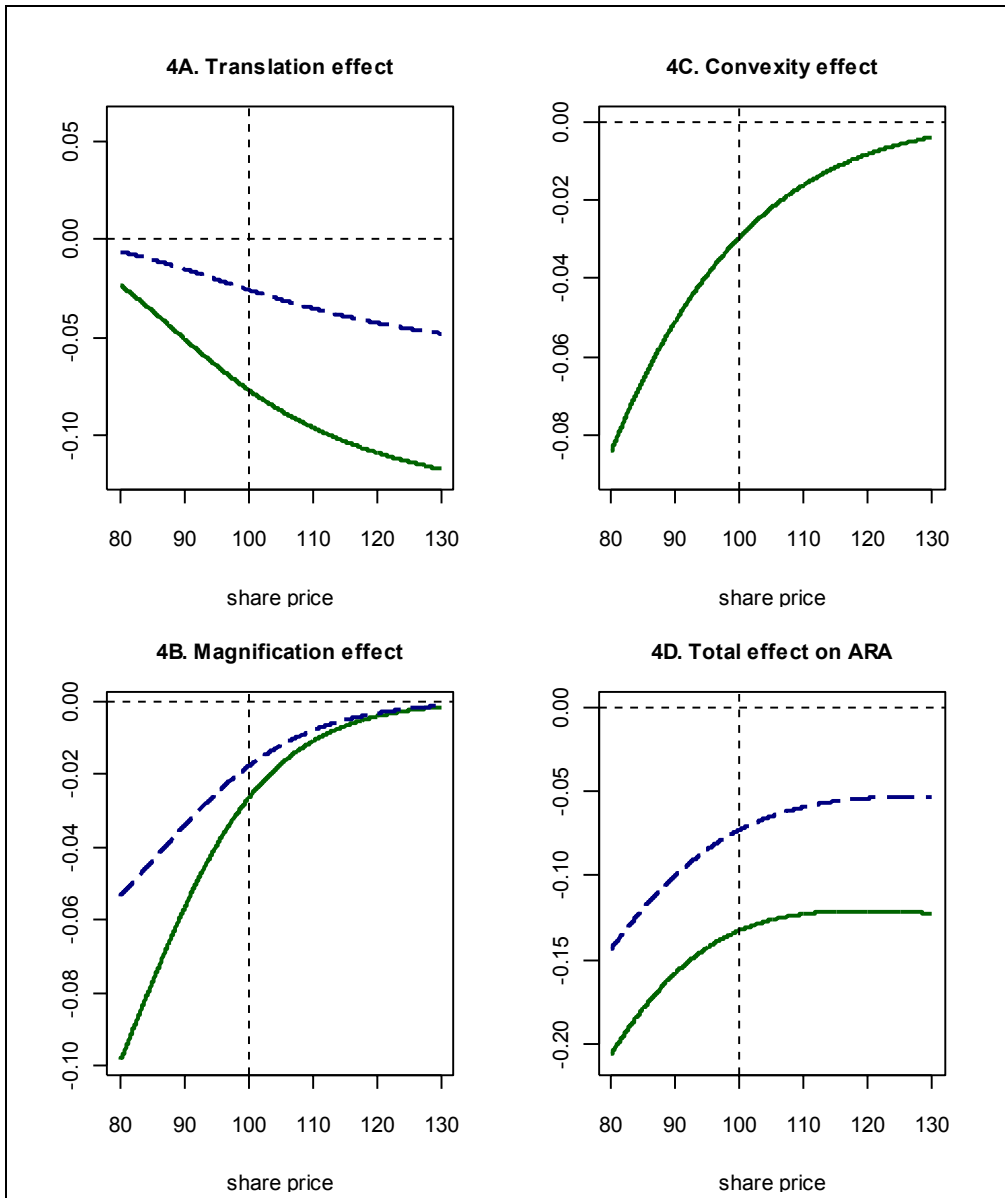 4A. Translation effect
0.05
0.00
-0.05
-0.10
80 90 100 110 120 130
share price
4C. Convexity effect
0.00
-0.02
-0.04
-0.06
-0.08
80 90 100 110 120 130
share price
4B. Magnification effect
0.00
-0.02
-0.04
-0.06
-0.08
-0.10
80 90 100 110 120 130
share price
4D. Total effect on ARA
0.00
-0.05
-0.10
-0.15
-0.20
80 90 100 110 120 130
share price